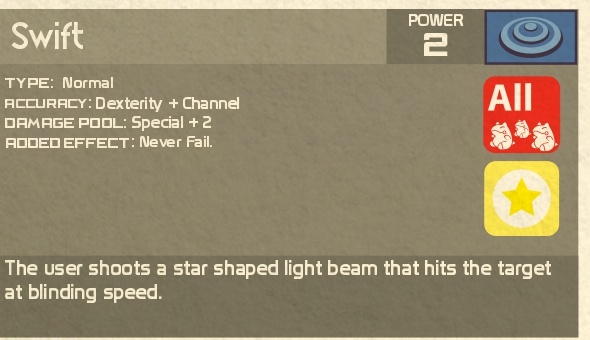 Swift
POWER
2
TYPE: Normal
ACCURACY: Dexterity + Channel
DAMAGE POOL: Special + 2
ADDED EFFECT: Never Fail.
All
The user shoots a star shaped light beam that hits the target
at blinding speed.